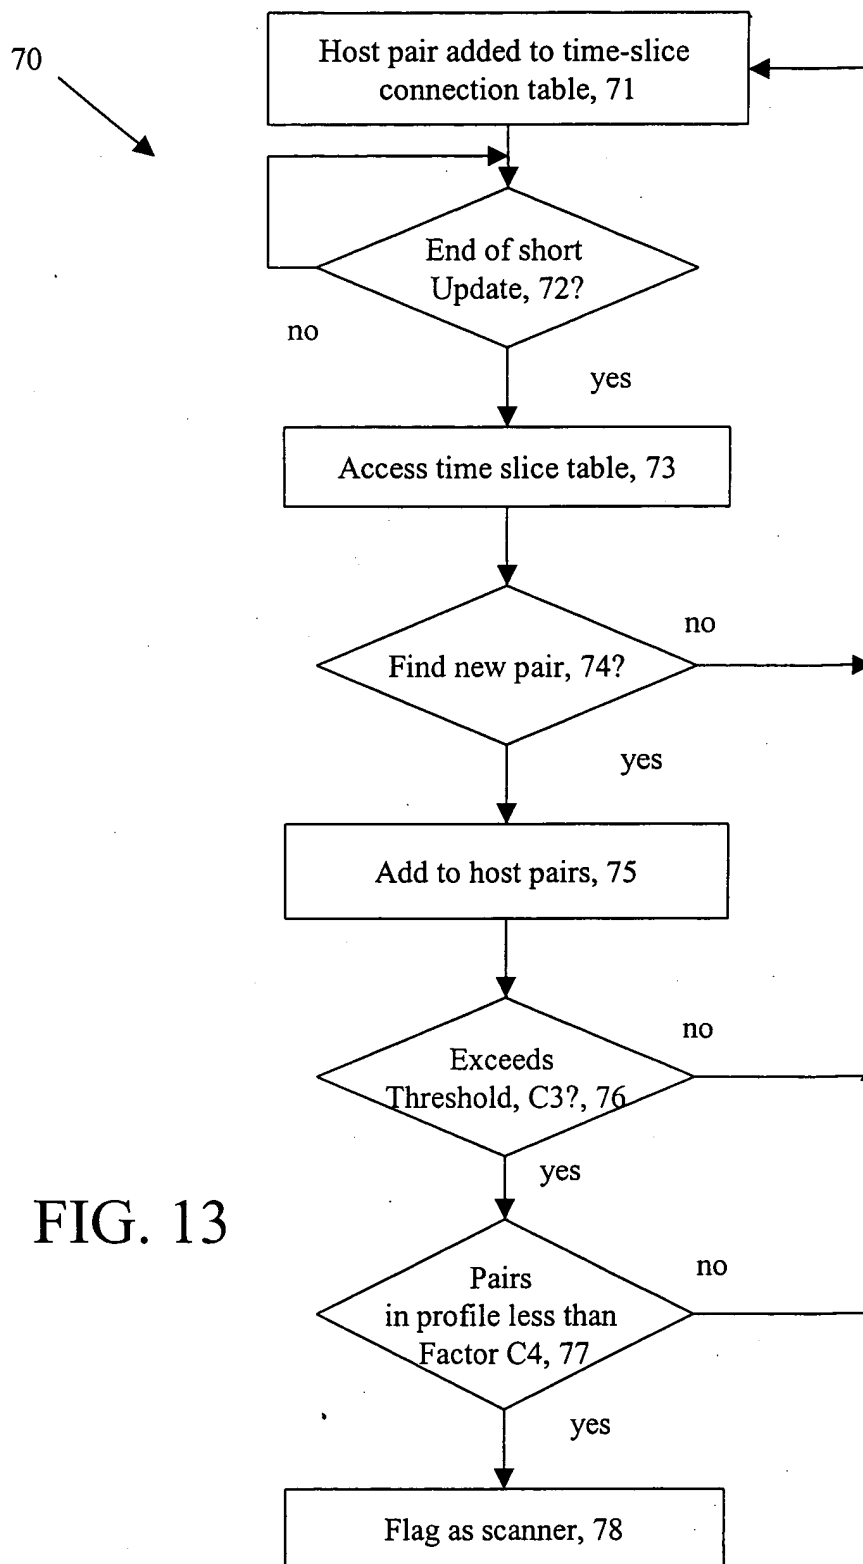 70
Host pair added to time-slice
connection table, 71
End of short
Update, 72?
no
yes
Access time slice table, 73
no
Find new pair, 74?
yes
Add to host pairs, 75
no
Exceeds
Threshold, C3?, 76
yes
FIG. 13
no
Pairs
in profile less than
Factor C4, 77
yes
Flag as scanner, 78